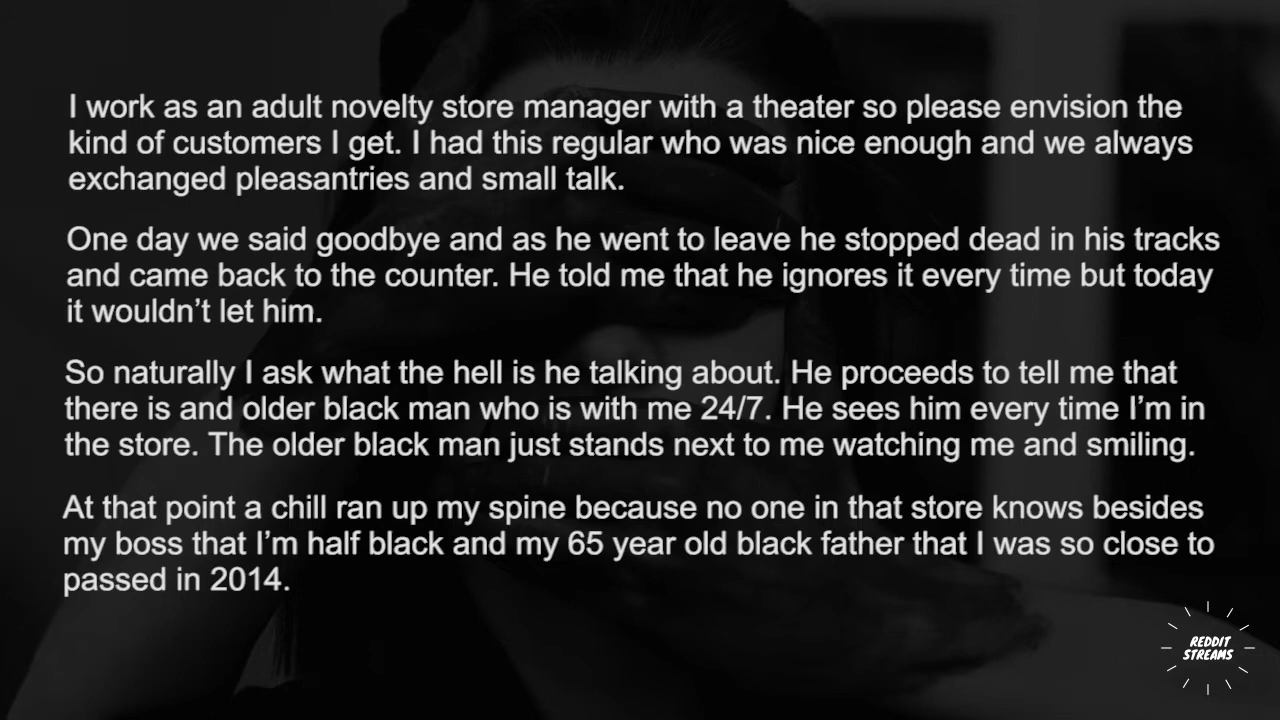 I work as an adult novelty store manager with a theater so please envision the
kind of customers I get. I had this regular who was nice enough and we always
exchanged pleasantries and small talk.
One day we said goodbye and as he went to leave he stopped dead in his tracks
and came back to the counter. He told me that he ignores it every time but today
it wouldn’t let him.
So naturally I ask what the hell is he talking about. He proceeds to tell me that
there is and older black man who is with me 24/7. He sees him every time I’m in
the store. The older black man just stands next to me watching me and smiling.
At that point a chill ran up my spine because no one in that store knows besides
my boss that I’m half black and my 65 year old black father that I was so close to
passed in 2014.
REDDIT
STREAMS